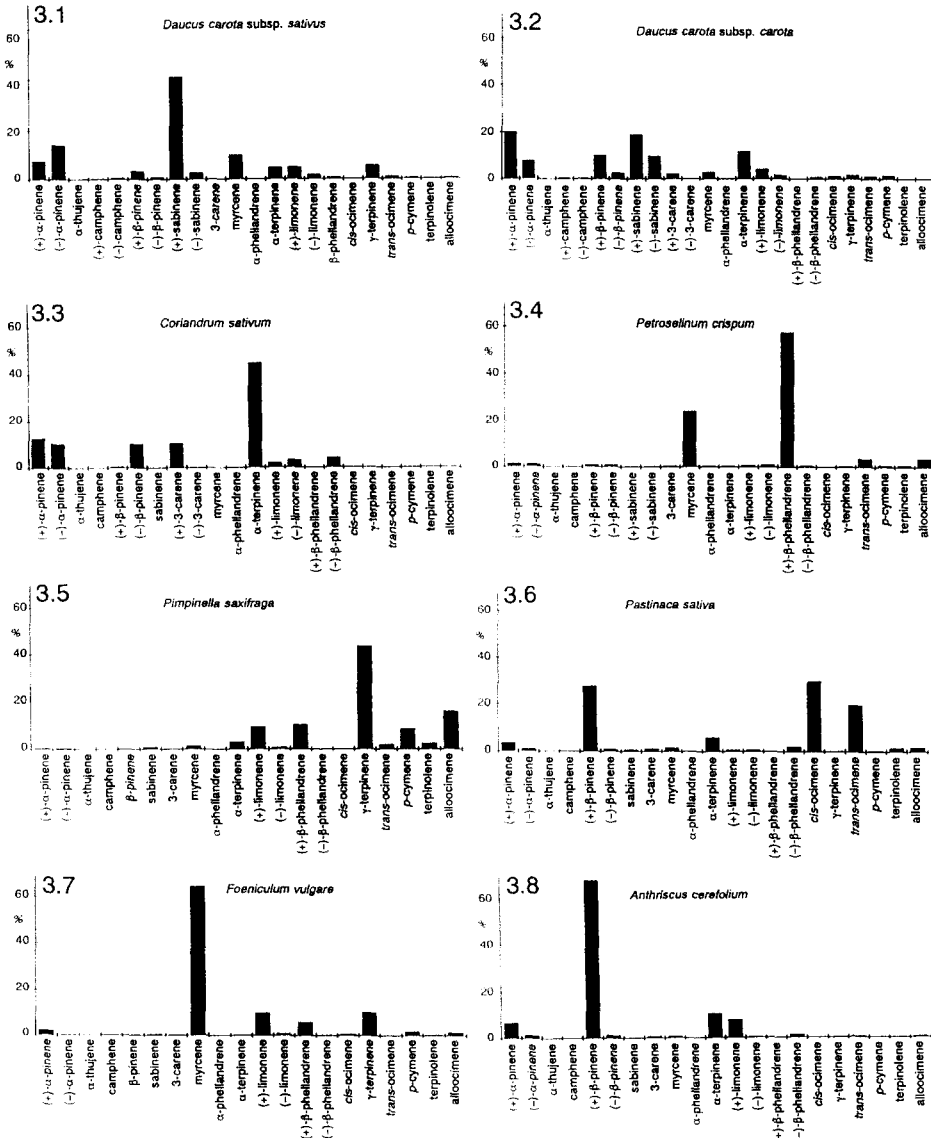 3.1
Daucus carota subsp. sativus
60
%
40
20
0
(+)-α-pinene
(-)-α-pinene
α-thujene
(+)-camphene
(-)-camphene
(+)-β-pinene
(-)-β-pinene
(+)-sabinene
(-)-sabinene
3-carene
myrcene
α-phellandrene
α-terpinene
(+)-limonene
(-)-limonene
β-phellandrene
cis-ocimene
γ-terpinene
trans-ocimene
p-cymene
terpinolene
alloocimene
3.2
Daucus carota subsp. carota
60
%
40
20
0
(+)-α-pinene
(-)-α-pinene
α-thujene
(+)-camphene
(-)-camphene
(+)-β-pinene
(-)-β-pinene
(+)-sabinene
(-)-sabinene
(+)-3-carene
(-)-3-carene
myrcene
α-phellandrene
α-terpinene
(+)-limonene
(-)-limonene
(+)-β-phellandrene
(-)-β-phellandrene
cis-ocimene
γ-terpinene
trans-ocimene
p-cymene
terpinolene
alloocimene
3.3
Coriandrum sativum
60
%
40
20
0
(+)-α-pinene
(-)-α-pinene
α-thujene
camphene
(+)-β-pinene
(-)-β-pinene
sabinene
(+)-3-carene
(-)-3-carene
myrcene
α-phellandrene
α-terpinene
(+)-limonene
(-)-limonene
(+)-β-phellandrene
(-)-β-phellandrene
cis-ocimene
γ-terpinene
trans-ocimene
p-cymene
terpinolene
alloocimene
3.4
Petroselinum crispum
60
%
40
20
0
(+)-α-pinene
(-)-α-pinene
α-thujene
camphene
(+)-β-pinene
(-)-β-pinene
(+)-sabinene
(-)-sabinene
3-carene
myrcene
α-phellandrene
α-terpinene
(+)-limonene
(-)-limonene
(+)-β-phellandrene
(-)-β-phellandrene
cis-ocimene
γ-terpinene
trans-ocimene
p-cymene
terpinolene
alloocimene
3.5
Pimpinella saxifraga
60
%
40
20
0
(+)-α-pinene
(-)-α-pinene
α-thujene
camphene
β-pinene
sabinene
3-carene
myrcene
α-phellandrene
α-terpinene
(+)-limonene
(-)-limonene
(+)-β-phellandrene
(-)-β-phellandrene
cis-ocimene
γ-terpinene
trans-ocimene
p-cymene
terpinolene
alloocimene
3.6
Pastinaca sativa
60
%
40
20
0
(+)-α-pinene
(-)-α-pinene
α-thujene
camphene
(+)-β-pinene
(-)-β-pinene
sabinene
3-carene
myrcene
α-phellandrene
α-terpinene
(+)-limonene
(-)-limonene
(+)-β-phellandrene
(-)-β-phellandrene
cis-ocimene
γ-terpinene
trans-ocimene
p-cymene
terpinolene
alloocimene
3.7
Foeniculum vulgare
60
%
40
20
0
(+)-α-pinene
(-)-α-pinene
α-thujene
camphene
β-pinene
sabinene
3-carene
myrcene
α-phellandrene
α-terpinene
(+)-limonene
(-)-limonene
(+)-β-phellandrene
(-)-β-phellandrene
cis-ocimene
γ-terpinene
trans-ocimene
p-cymene
terpinolene
alloocimene
3.8
Anthriscus cerefolium
60
%
40
20
0
(+)-α-pinene
(-)-α-pinene
α-thujene
camphene
(+)-β-pinene
(-)-β-pinene
sabinene
3-carene
myrcene
α-phellandrene
α-terpinene
(+)-limonene
(-)-limonene
(+)-β-phellandrene
(-)-β-phellandrene
cis-ocimene
γ-terpinene
trans-ocimene
p-cymene
terpinolene
alloocimene